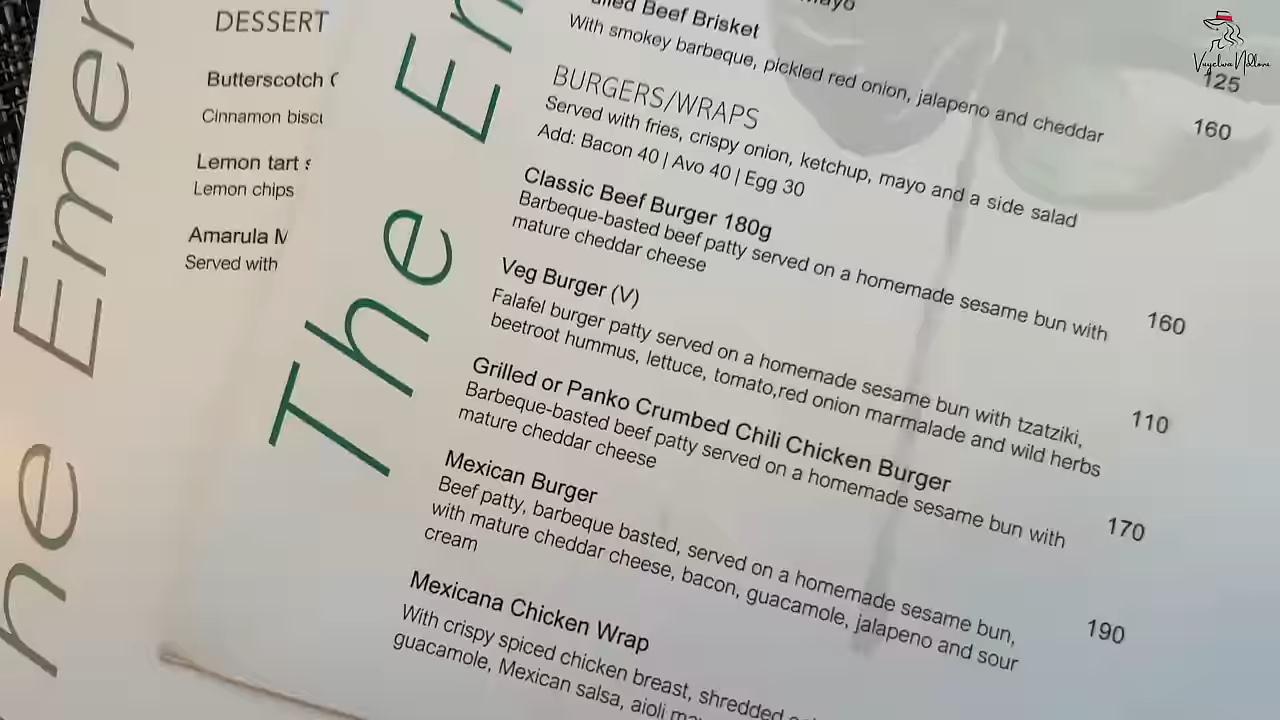 The Emer
DESSERT
Butterscotch
Cinnamon
Lemon tart
Lemon chips
Amarula
Served with
The
Beef Brisket
With smokey barbeque, pickled red onion, jalapeno and cheddar
125
160
BURGERS/WRAPS
Served with fries, crispy onion, ketchup, mayo and a side salad
Add: Bacon 40 | Avo 40 | Egg 30
Classic Beef Burger 180g
Barbeque-basted beef patty served on a homemade sesame bun with
mature cheddar cheese
160
Veg Burger (V)
Falafel burger patty served on a homemade sesame bun with tzatziki,
beetroot hummus, lettuce, tomato,red onion marmalade and wild herbs
110
Grilled or Panko Crumbed Chili Chicken Burger
Barbeque-basted beef patty served on a homemade sesame bun with
mature cheddar cheese
170
Mexican Burger
Beef patty, barbeque basted, served on a homemade sesame bun,
with mature cheddar cheese, bacon, guacamole, jalapeno and sour
cream
190
Mexicana Chicken Wrap
With crispy spiced chicken breast, shredded
guacamole, Mexican salsa, aioli